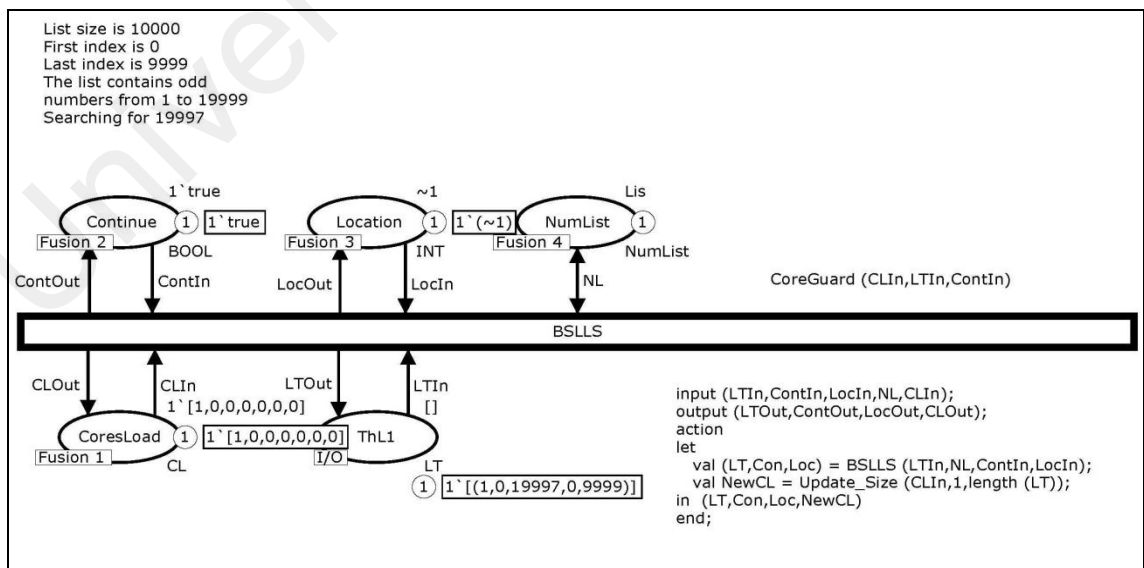 Univer
List size is 10000
First index is 0
Last index is 9999
The list contains odd
numbers from 1 to 19999
Searching for 19997
1`true
Continue
1
1`true
Fusion 2
BOOL
ContOut
ContIn
~1
Location
1
1`(~1)
Fusion 3
INT
LocOut
LocIn
Lis
NumList
1
Fusion 4
NumList
NL
CoreGuard (CLIn,LTIn,ContIn)
BSLLS
CLOut
CLIn
1`[1,0,0,0,0,0,0]
CoresLoad
1
1`[1,0,0,0,0,0,0]
Fusion 1
CL
LTOut
LTIn
[]
ThL1
I/O
LT
1
1`[(1,0,19997,0,9999)]
input (LTIn,ContIn,LocIn,NL,CLIn);
output (LTOut,ContOut,LocOut,CLOut);
action
let
val (LT,Con,Loc) = BSLLS (LTIn,NL,ContIn,LocIn);
val NewCL = Update_Size (CLIn,1,length (LT));
in (LT,Con,Loc,NewCL)
end;